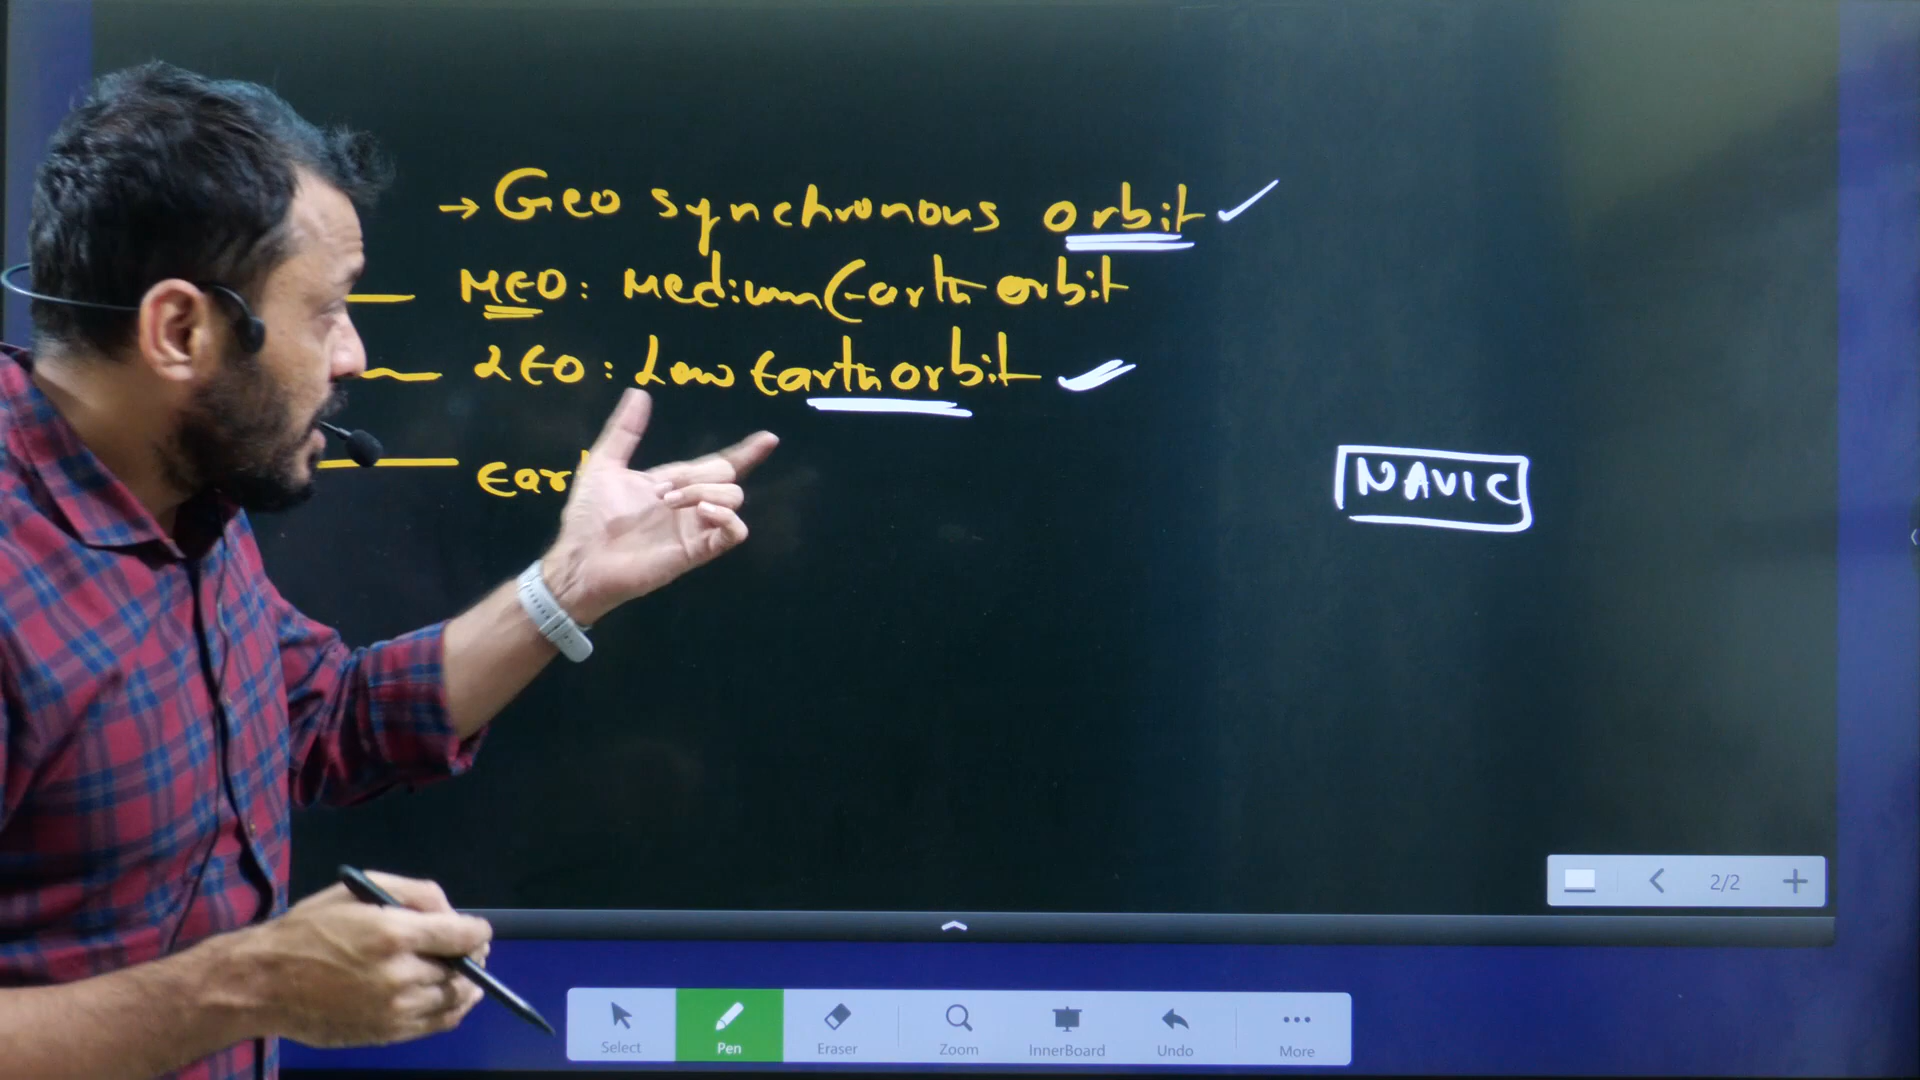 → Geo synchronous orbit ✓
MEO: Medium Earth orbit
LEO: Low Earth orbit ✓
NAVIC
2/2
Select Pen Eraser Zoom InnerBoard Undo More